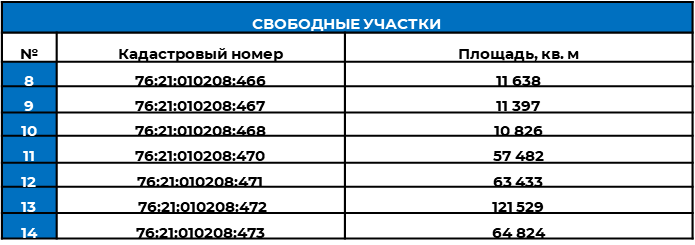 СВОБОДНЫЕ УЧАСТКИ
№ Кадастровый номер Площадь, кв. м
8 76:21:010208:466 11 638
9 76:21:010208:467 11 397
10 76:21:010208:468 10 826
11 76:21:010208:470 57 482
12 76:21:010208:471 63 433
13 76:21:010208:472 121 529
14 76:21:010208:473 64 824